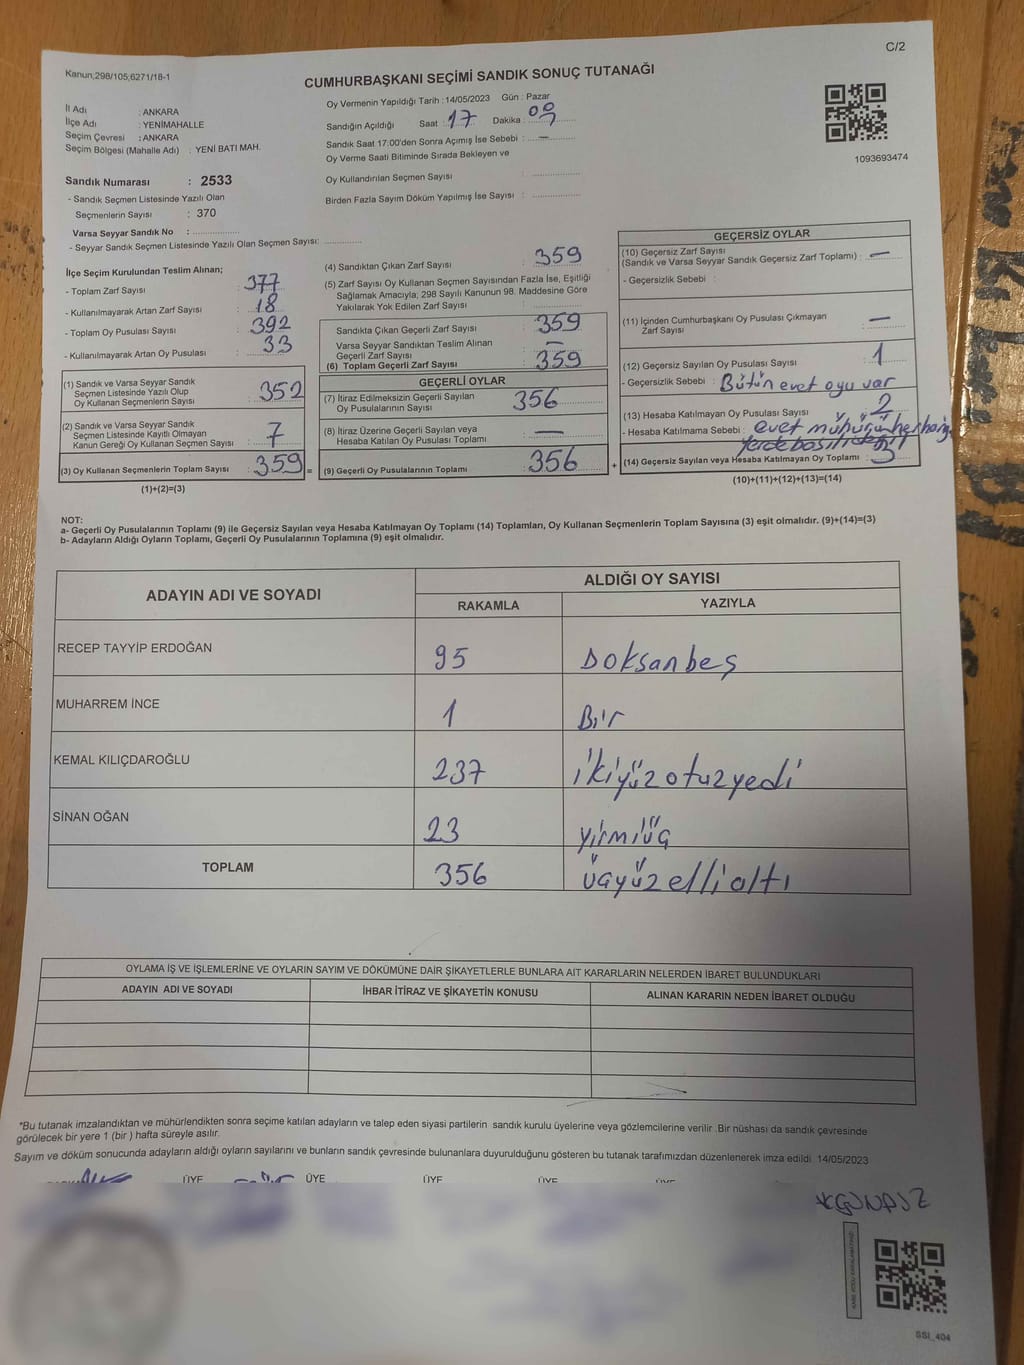 C/2
Kanun,298/105;6271/18-1
CUMHURBAŞKANI SEÇİMİ SANDIK SONUÇ TUTANAĞI
İl Adı : ANKARA
İlçe Adı : YENİMAHALLE
Seçim Çevresi : ANKARA
Seçim Bölgesi (Mahalle Adı) : YENİ BATI MAH.
Sandık Numarası : 2533
- Sandık Seçmen Listesinde Yazılı Olan
Seçmenlerin Sayısı : 370
Varsa Seyyar Sandık No :
- Seyyar Sandık Seçmen Listesinde Yazılı Olan Seçmen Sayısı:
Oy Vermenin Yapıldığı Tarih : 14/05/2023 Gün : Pazar
Sandığın Açıldığı Saat : 17 Dakika : 09
Sandık Saat 17:00'den Sonra Açımış İse Sebebi : —
Oy Verme Saati Bitiminde Sırada Bekleyen ve
Oy Kullandırılan Seçmen Sayısı :
Birden Fazla Sayım Döküm Yapılmış İse Sayısı :
1093693474
İlçe Seçim Kurulundan Teslim Alınan;
- Toplam Zarf Sayısı : 377
- Kullanılmayarak Artan Zarf Sayısı : 18
- Toplam Oy Pusulası Sayısı : 392
- Kullanılmayarak Artan Oy Pusulası : 33
(1) Sandık ve Varsa Seyyar Sandık
Seçmen Listesinde Yazılı Olup
Oy Kullanan Seçmenlerin Sayısı : 352
(2) Sandık ve Varsa Seyyar Sandık
Seçmen Listesinde Kayıtlı Olmayan
Kanun Gereği Oy Kullanan Seçmen Sayısı : 7
(3) Oy Kullanan Seçmenlerin Toplam Sayısı : 359 =
(1)+(2)=(3)
(4) Sandıktan Çıkan Zarf Sayısı : 359
(5) Zarf Sayısı Oy Kullanan Seçmen Sayısından Fazla İse, Eşitliği
Sağlamak Amacıyla; 298 Sayılı Kanunun 98. Maddesine Göre
Yakılarak Yok Edilen Zarf Sayısı :
Sandıkta Çıkan Geçerli Zarf Sayısı : 359
Varsa Seyyar Sandıktan Teslim Alınan
Geçerli Zarf Sayısı : —
(6) Toplam Geçerli Zarf Sayısı : 359
GEÇERLİ OYLAR
(7) İtiraz Edilmeksizin Geçerli Sayılan
Oy Pusulalarının Sayısı : 356
(8) İtiraz Üzerine Geçerli Sayılan veya
Hesaba Katılan Oy Pusulası Toplamı : —
(9) Geçerli Oy Pusulalarının Toplamı : 356 +
GEÇERSİZ OYLAR
(10) Geçersiz Zarf Sayısı
(Sandık ve Varsa Seyyar Sandık Geçersiz Zarf Toplamı) : —
- Geçersizlik Sebebi :
(11) İçinden Cumhurbaşkanı Oy Pusulası Çıkmayan
Zarf Sayısı : —
(12) Geçersiz Sayılan Oy Pusulası Sayısı : 1
- Geçersizlik Sebebi : Bütün evet oyu var
(13) Hesaba Katılmayan Oy Pusulası Sayısı : 2
- Hesaba Katılmama Sebebi : evet mühürü
(14) Geçersiz Sayılan veya Hesaba Katılmayan Oy Toplamı : 3
(10)+(11)+(12)+(13)=(14)
NOT:
a- Geçerli Oy Pusulalarının Toplamı (9) ile Geçersiz Sayılan veya Hesaba Katılmayan Oy Toplamı (14) Toplamları, Oy Kullanan Seçmenlerin Toplam Sayısına (3) eşit olmalıdır. (9)+(14)=(3)
b- Adayların Aldığı Oyların Toplamı, Geçerli Oy Pusulalarının Toplamına (9) eşit olmalıdır.
ADAYIN ADI VE SOYADI
ALDIĞI OY SAYISI
RAKAMLA YAZIYLA
RECEP TAYYİP ERDOĞAN 95 Doksanbeş
MUHARREM İNCE 1 Bir
KEMAL KILIÇDAROĞLU 237 ikiyüzotuzyedi
SİNAN OĞAN 23 yirmiüç
TOPLAM 356 üçyüzellialtı
OYLAMA İŞ VE İŞLEMLERİNE VE OYLARIN SAYIM VE DÖKÜMÜNE DAİR ŞİKAYETLERLE BUNLARA AİT KARARLARIN NELERDEN İBARET BULUNDUKLARI
ADAYIN ADI VE SOYADI İHBAR İTİRAZ VE ŞİKAYETİN KONUSU ALINAN KARARIN NEDEN İBARET OLDUĞU
*Bu tutanak imzalandıktan ve mühürlendikten sonra seçime katılan adayların ve talep eden siyasi partilerin sandık kurulu üyelerine veya gözlemcilerine verilir .Bir nüshası da sandık çevresinde
görülecek bir yere 1 (bir ) hafta süreyle asılır.
Sayım ve döküm sonucunda adayların aldığı oyların sayılarını ve bunların sandık çevresinde bulunanlara duyurulduğunu gösteren bu tutanak tarafımızdan düzenlenerek imza edildi 14/05/2023
ÜYE ÜYE ÜYE ÜYE
SSI_404